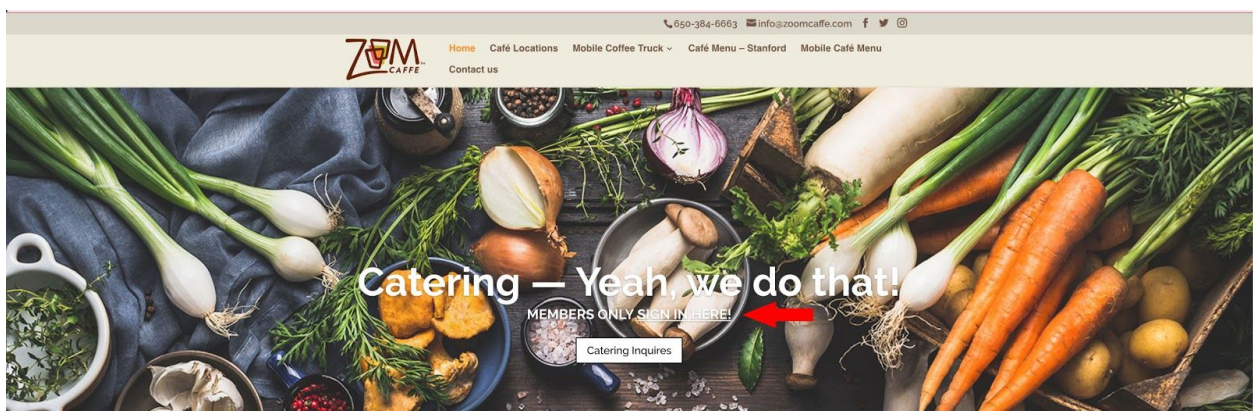 650-384-6663 info@zoomcaffe.com
ZOOM
CAFFE
Home Café Locations Mobile Coffee Truck Café Menu – Stanford Mobile Café Menu
Contact us
Catering — Yeah, we do that!
MEMBERS ONLY SIGN IN HERE!
Catering Inquires